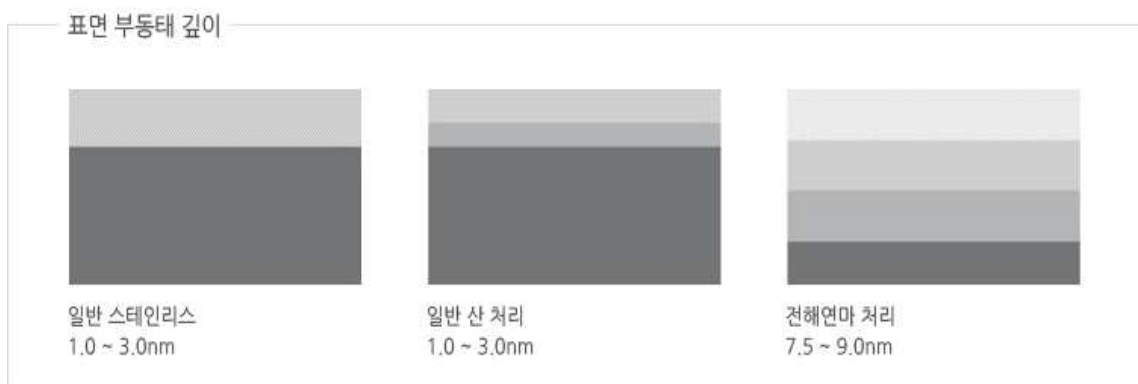 표면 부동태 깊이
일반 스테인리스
1.0 ~ 3.0nm
일반 산 처리
1.0 ~ 3.0nm
전해연마 처리
7.5 ~ 9.0nm